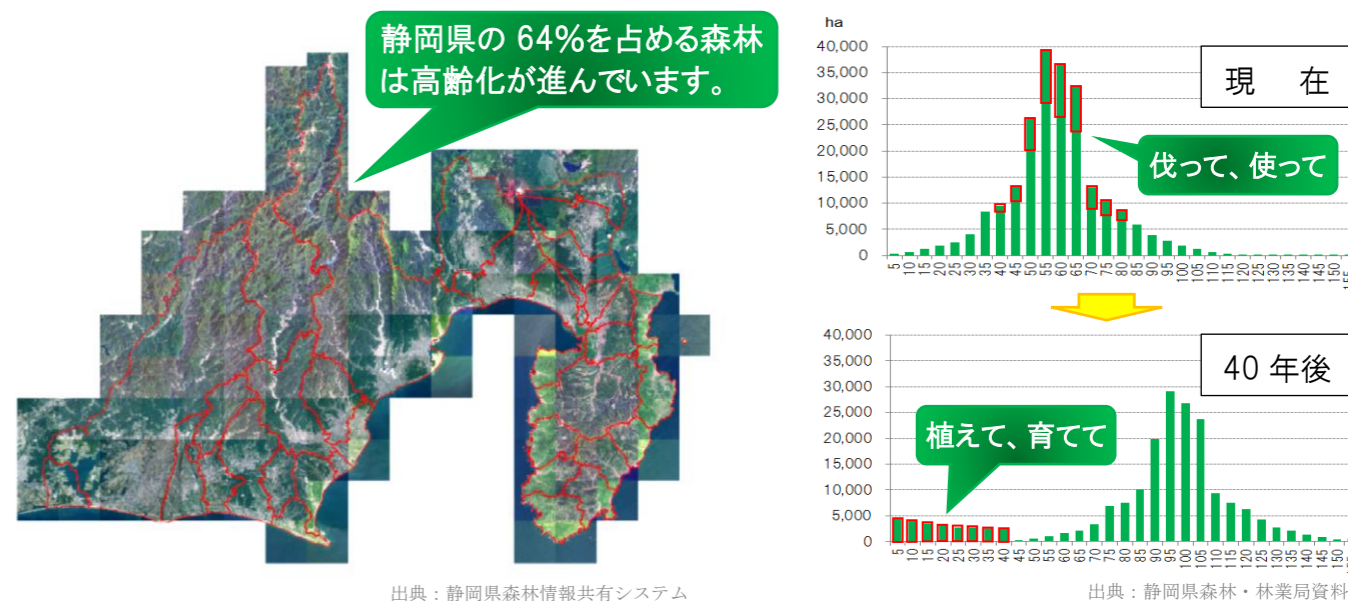 静岡県の 64%を占める森林
は高齢化が進んでいます。
出典：静岡県森林情報共有システム
ha
40,000
35,000
30,000
25,000
20,000
15,000
10,000
5,000
0
現　在
伐って、使って
5 10 15 20 25 30 35 40 45 50 55 60 65 70 75 80 85 90 95 100 105 110 115 120 125 130 135 140 145 150 155
40,000
35,000
30,000
25,000
20,000
15,000
10,000
5,000
0
40 年後
植えて、育てて
5 10 15 20 25 30 35 40 45 50 55 60 65 70 75 80 85 90 95 100 105 110 115 120 125 130 135 140 145 150
出典：静岡県森林・林業局資料